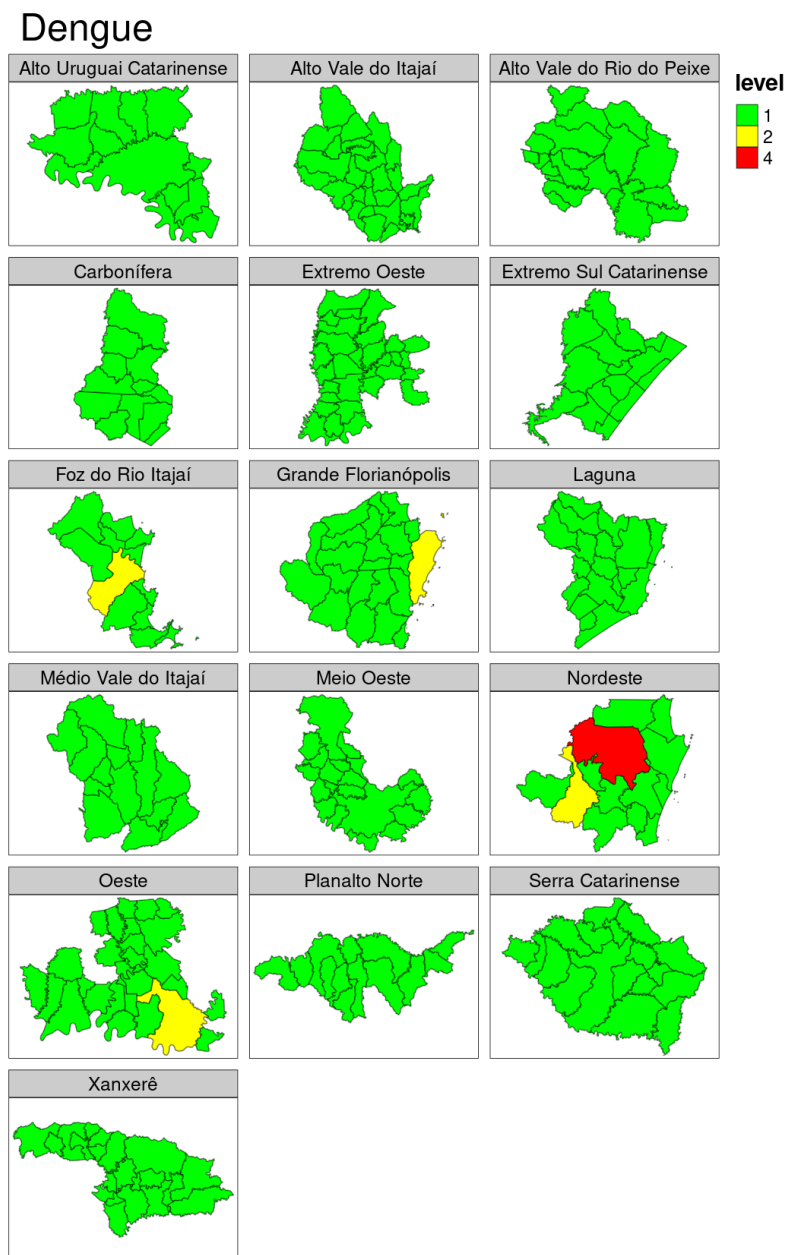 Dengue
Alto Uruguai Catarinense
Alto Vale do Itajaí
Alto Vale do Rio do Peixe
level
1
2
4
Carbonífera
Extremo Oeste
Extremo Sul Catarinense
Foz do Rio Itajaí
Grande Florianópolis
Laguna
Médio Vale do Itajaí
Meio Oeste
Nordeste
Oeste
Planalto Norte
Serra Catarinense
Xanxerê